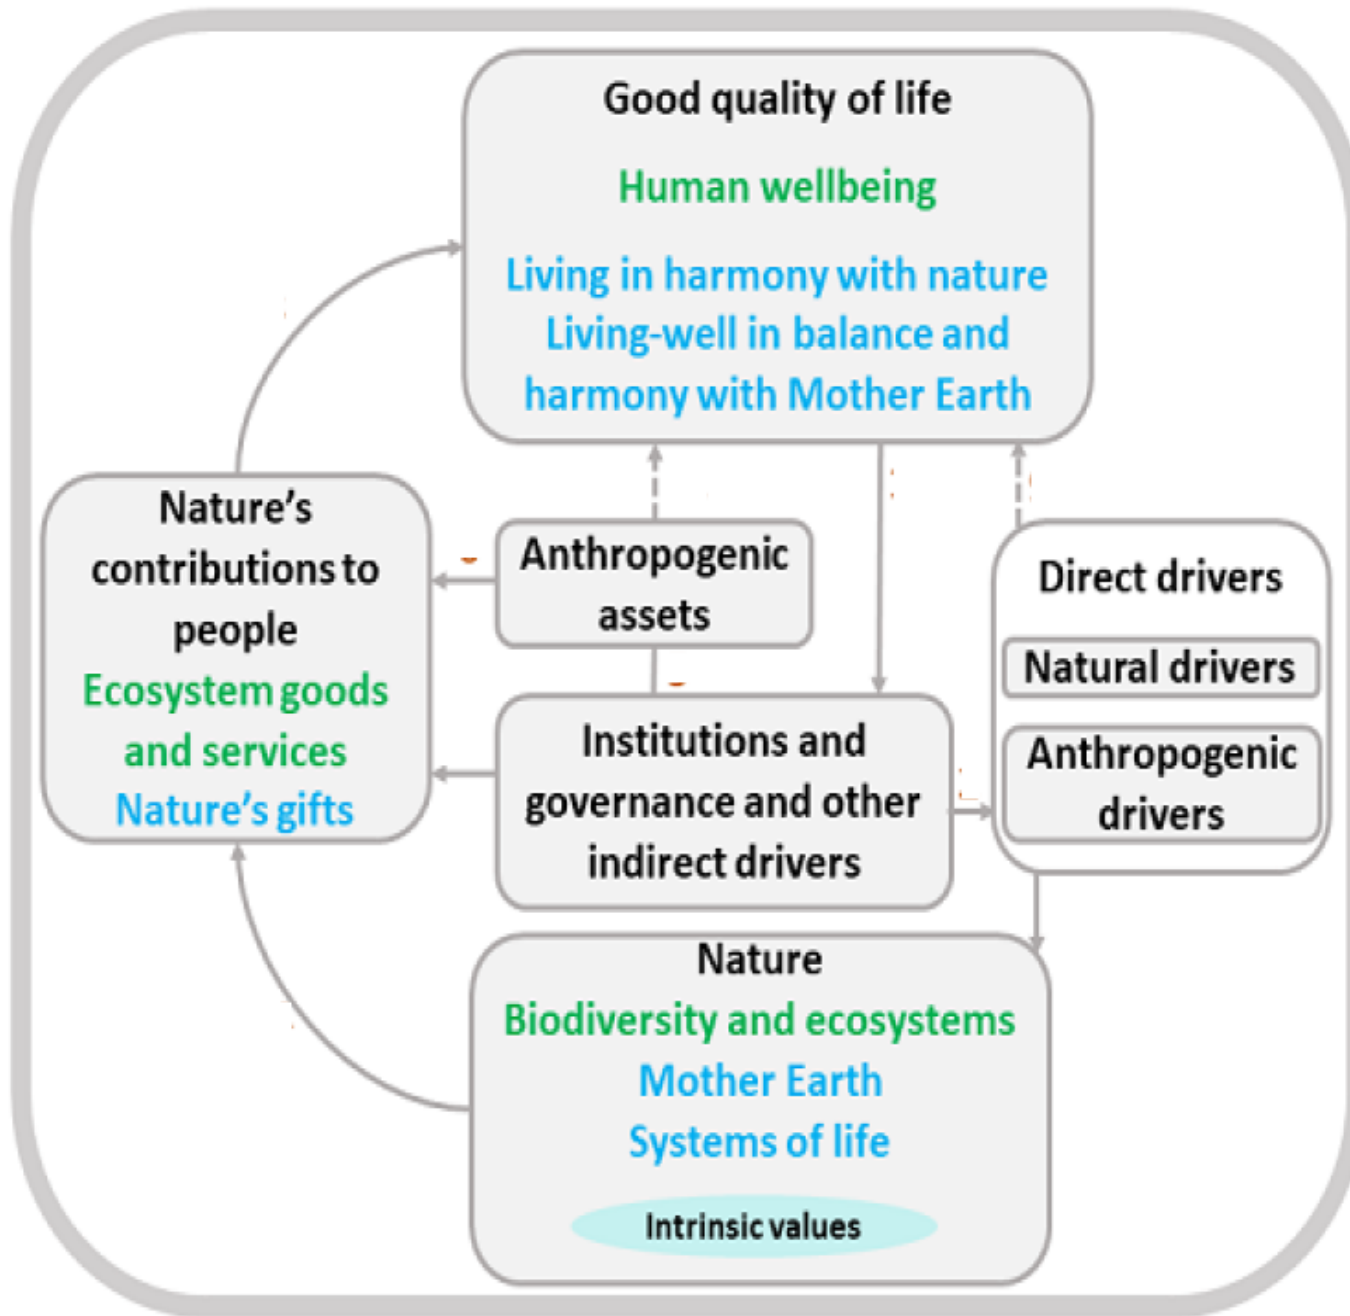 Good quality of life
Human wellbeing
Living in harmony with nature
Living-well in balance and
harmony with Mother Earth
Nature’s
contributions to
people
Ecosystem goods
and services
Nature’s gifts
Anthropogenic
assets
Institutions and
governance and other
indirect drivers
Direct drivers
Natural drivers
Anthropogenic
drivers
Nature
Biodiversity and ecosystems
Mother Earth
Systems of life
Intrinsic values